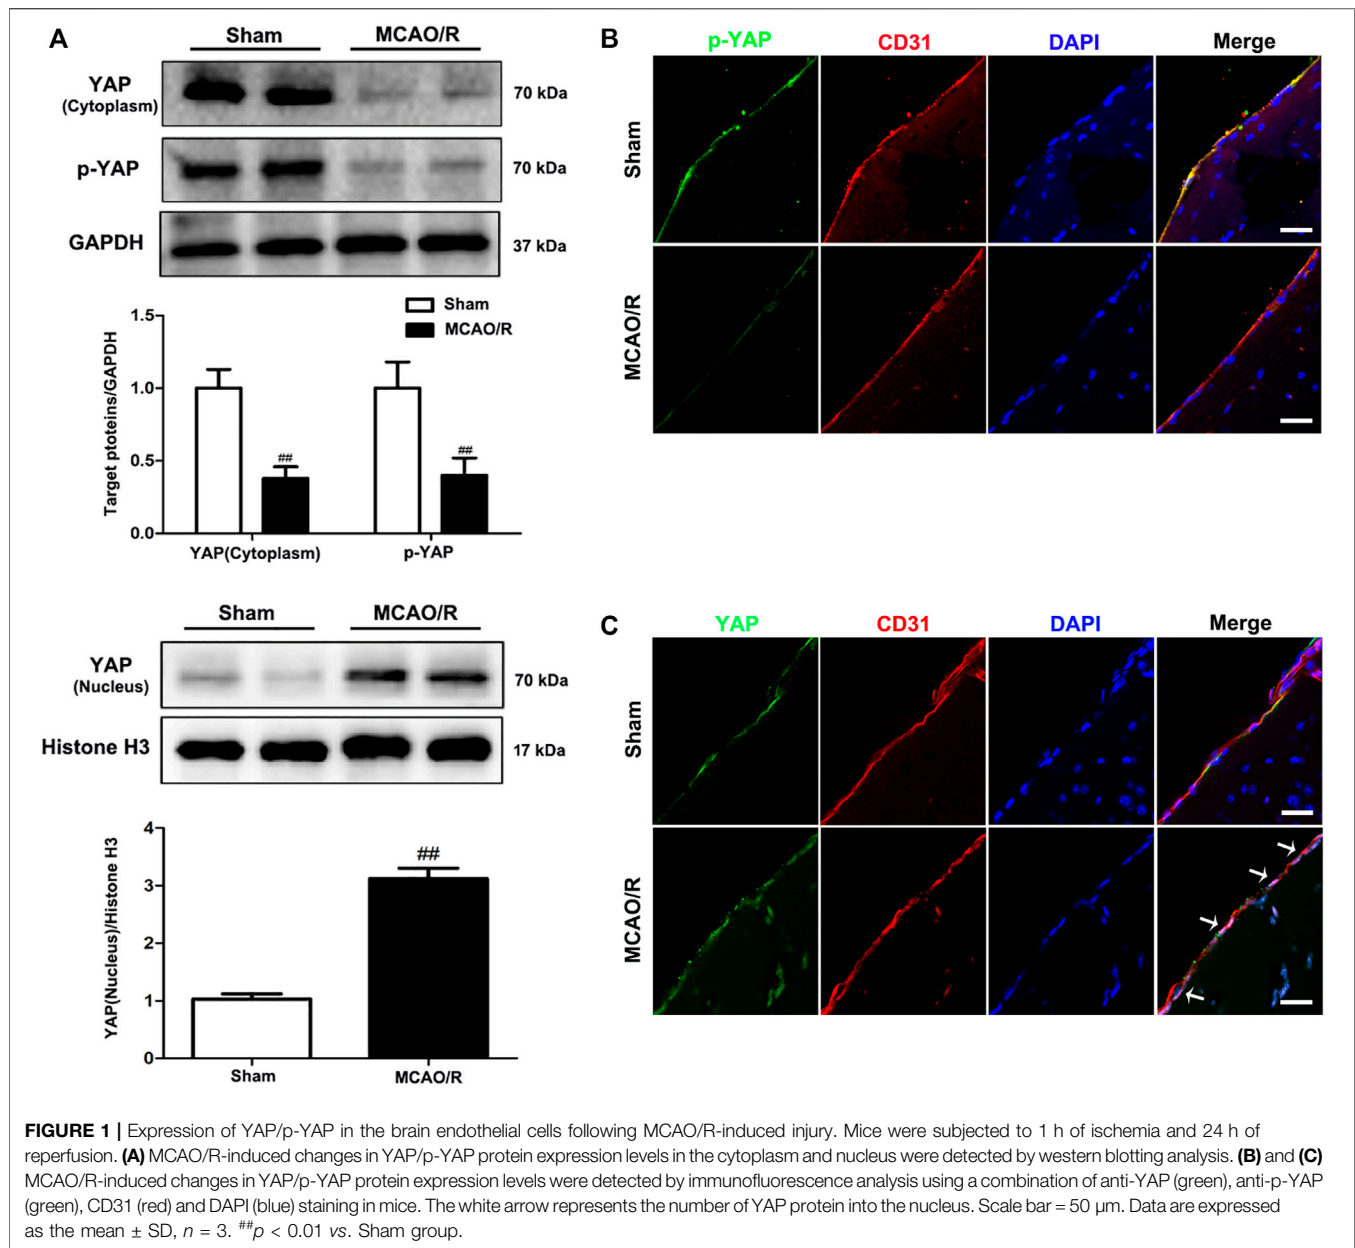 A
Sham MCAO/R
YAP
(Cytoplasm)
70 kDa
p-YAP
70 kDa
GAPDH
37 kDa
Sham
MCAO/R
Target ptoteins/GAPDH
1.5
1.0
0.5
0.0
##
##
YAP(Cytoplasm) p-YAP
Sham MCAO/R
YAP
(Nucleus)
70 kDa
Histone H3
17 kDa
YAP(Nucleus)/Histone H3
4
3
2
1
0
##
Sham MCAO/R
B
p-YAP CD31 DAPI Merge
Sham
MCAO/R
C
YAP CD31 DAPI Merge
Sham
MCAO/R
FIGURE 1 | Expression of YAP/p-YAP in the brain endothelial cells following MCAO/R-induced injury. Mice were subjected to 1 h of ischemia and 24 h of
reperfusion. (A) MCAO/R-induced changes in YAP/p-YAP protein expression levels in the cytoplasm and nucleus were detected by western blotting analysis. (B) and (C)
MCAO/R-induced changes in YAP/p-YAP protein expression levels were detected by immunofluorescence analysis using a combination of anti-YAP (green), anti-p-YAP
(green), CD31 (red) and DAPI (blue) staining in mice. The white arrow represents the number of YAP protein into the nucleus. Scale bar = 50 μm. Data are expressed
as the mean ± SD, n = 3. ##p < 0.01 vs. Sham group.